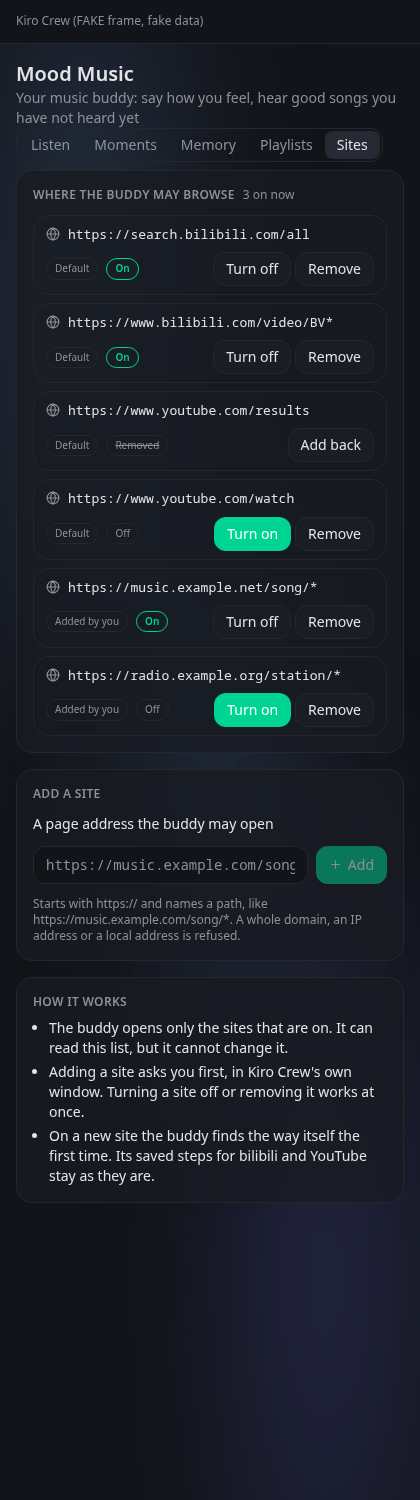 Kiro Crew (FAKE frame, fake data)
Mood Music
Your music buddy: say how you feel, hear good songs you
have not heard yet
Listen Moments Memory Playlists Sites
WHERE THE BUDDY MAY BROWSE 3 on now
https://search.bilibili.com/all
Default On Turn off Remove
https://www.bilibili.com/video/BV*
Default On Turn off Remove
https://www.youtube.com/results
Default Removed Add back
https://www.youtube.com/watch
Default Off Turn on Remove
https://music.example.net/song/*
Added by you On Turn off Remove
https://radio.example.org/station/*
Added by you Off Turn on Remove
ADD A SITE
A page address the buddy may open
https://music.example.com/song + Add
Starts with https:// and names a path, like
https://music.example.com/song/*. A whole domain, an IP
address or a local address is refused.
HOW IT WORKS
• The buddy opens only the sites that are on. It can
read this list, but it cannot change it.
• Adding a site asks you first, in Kiro Crew's own
window. Turning a site off or removing it works at
once.
• On a new site the buddy finds the way itself the
first time. Its saved steps for bilibili and YouTube
stay as they are.